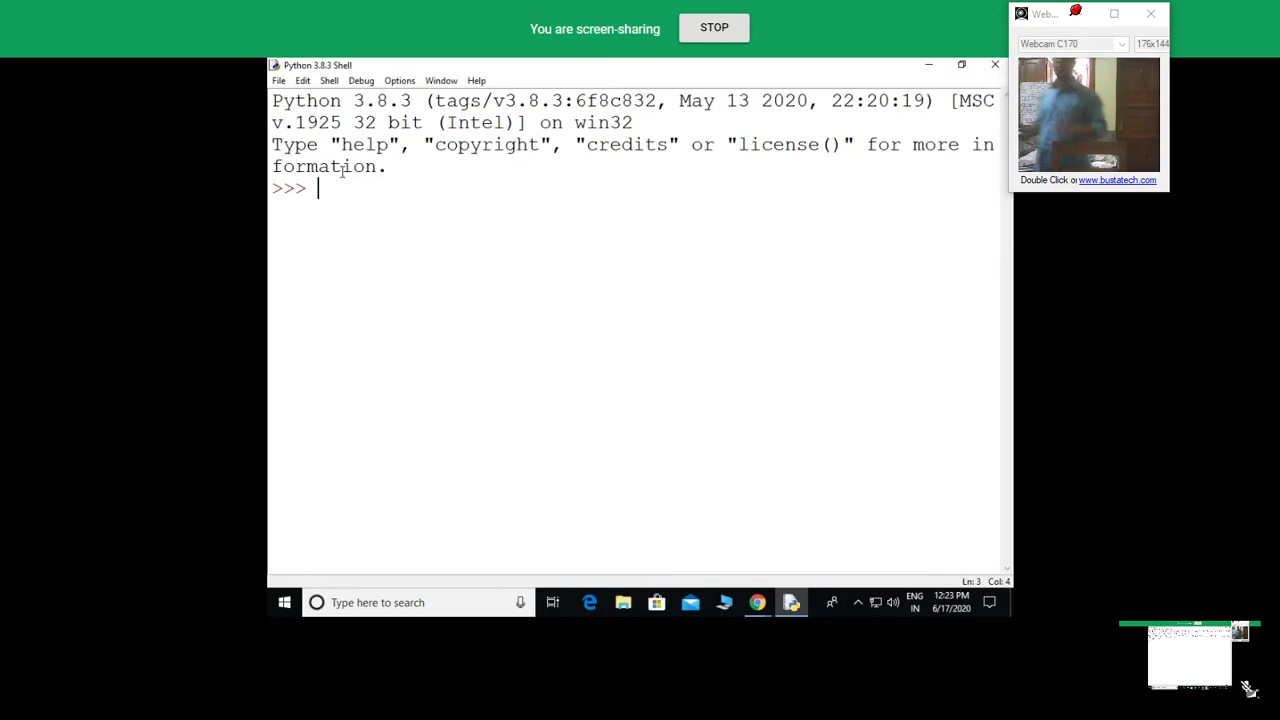 You are screen-sharing
STOP
Web...
Webcam C170
176x144
Double Click or www.bustatech.com
Python 3.8.3 Shell
File Edit Shell Debug Options Window Help
Python 3.8.3 (tags/v3.8.3:6f8c832, May 13 2020, 22:20:19) [MSC
v.1925 32 bit (Intel)] on win32
Type "help", "copyright", "credits" or "license()" for more in
formation.
>>>
Ln: 3 Col: 4
Type here to search
ENG
IN
12:23 PM
6/17/2020